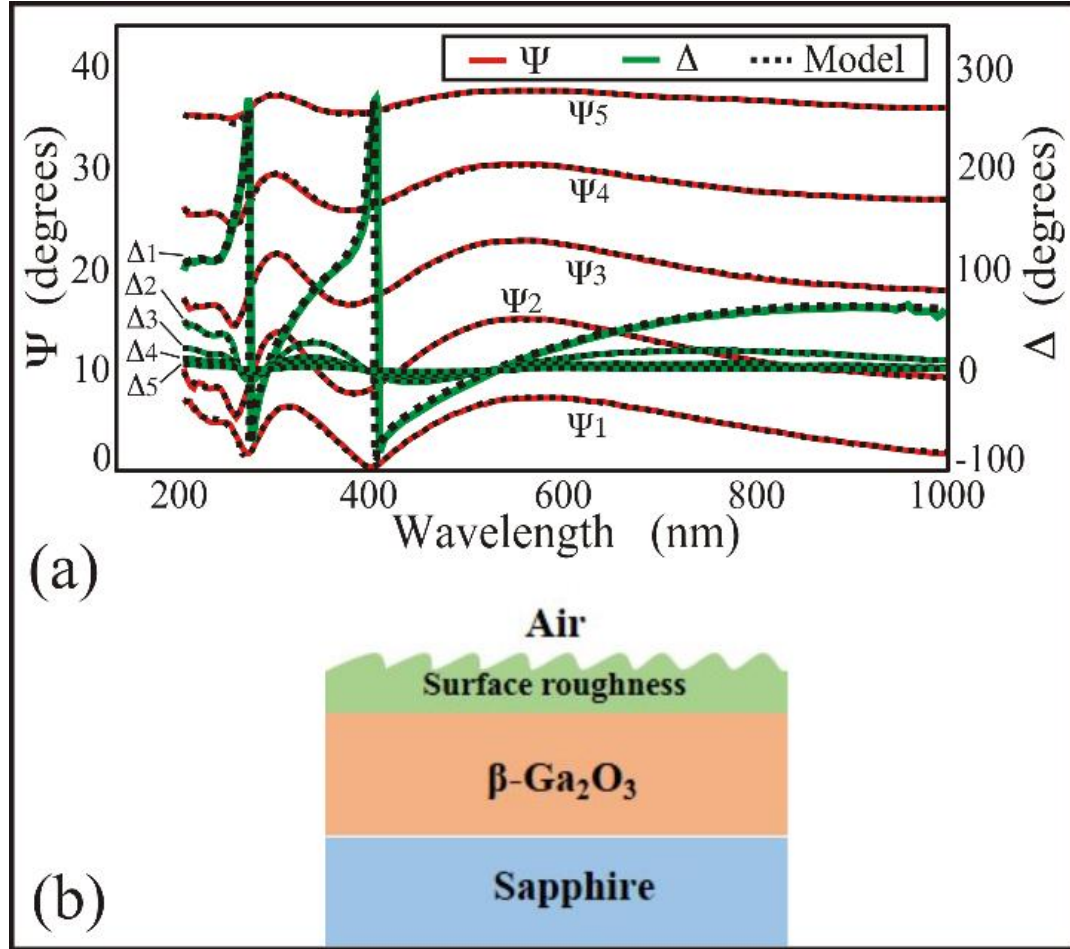 Ψ Δ Model
40
30
20
10
0
Ψ (degrees)
300
200
100
0
-100
Δ (degrees)
Ψ5
Ψ4
Ψ3
Ψ2
Ψ1
Δ1
Δ2
Δ3
Δ4
Δ5
200 400 600 800 1000
Wavelength (nm)
(a)
Air
Surface roughness
β-Ga₂O₃
Sapphire
(b)